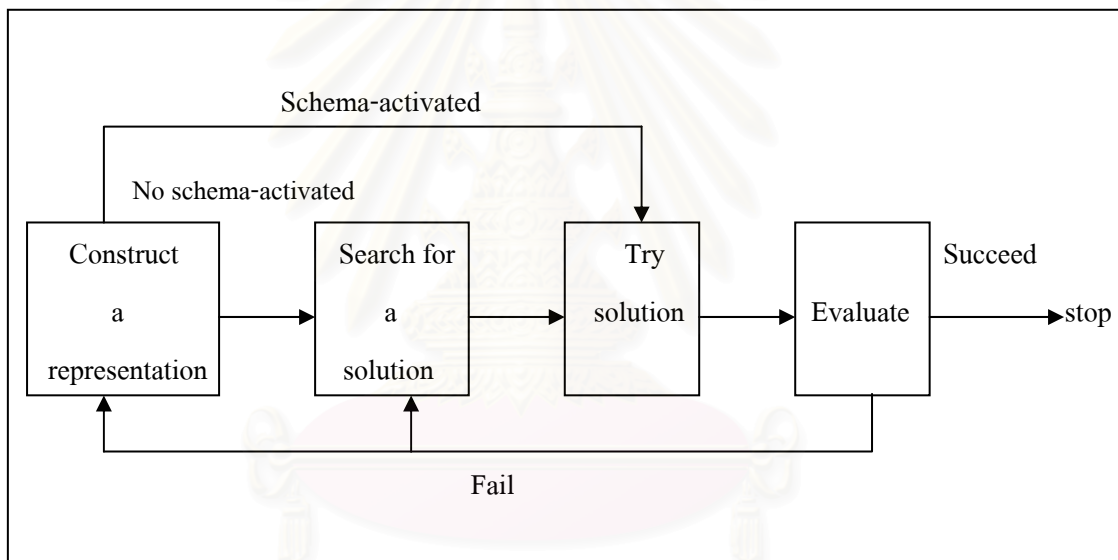 Schema-activated
No schema-activated
Construct
a
representation
Search for
a
solution
Try
solution
Evaluate
Succeed
stop
Fail